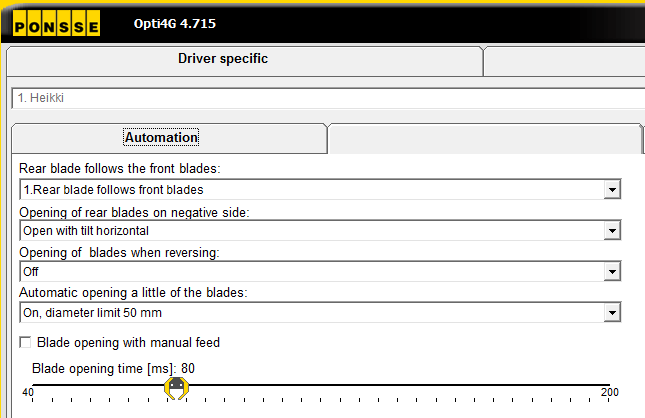 PONSSE Opti4G 4.715
Driver specific
1. Heikki
Automation
Rear blade follows the front blades:
1.Rear blade follows front blades
Opening of rear blades on negative side:
Open with tilt horizontal
Opening of  blades when reversing:
Off
Automatic opening a little of the blades:
On, diameter limit 50 mm
Blade opening with manual feed
Blade opening time [ms]: 80
40 200